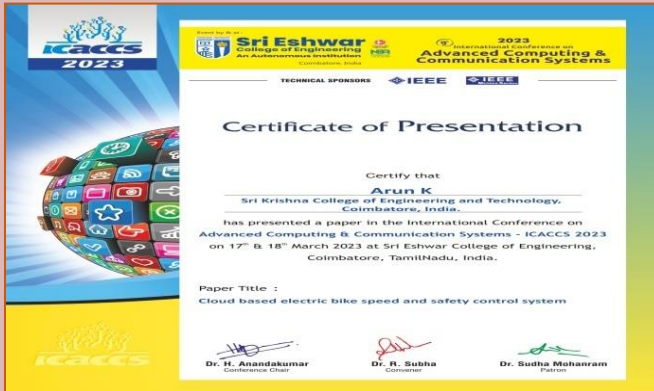 icaccs
2023
Event by & at
Sri Eshwar
College of Engineering
An Autonomous Institution
Coimbatore, India
2023
International Conference on
Advanced Computing &
Communication Systems
TECHNICAL SPONSORS
IEEE
IEEE
Certificate of Presentation
Certify that
Arun K
Sri Krishna College of Engineering and Technology,
Coimbatore, India.
has presented a paper in the International Conference on
Advanced Computing & Communication Systems - ICACCS 2023
on 17th & 18th March 2023 at Sri Eshwar College of Engineering,
Coimbatore, TamilNadu, India.
Paper Title :
Cloud based electric bike speed and safety control system
Dr. H. Anandakumar
Conference Chair
Dr. R. Subha
Convener
Dr. Sudha Mohanram
Patron
icaccs